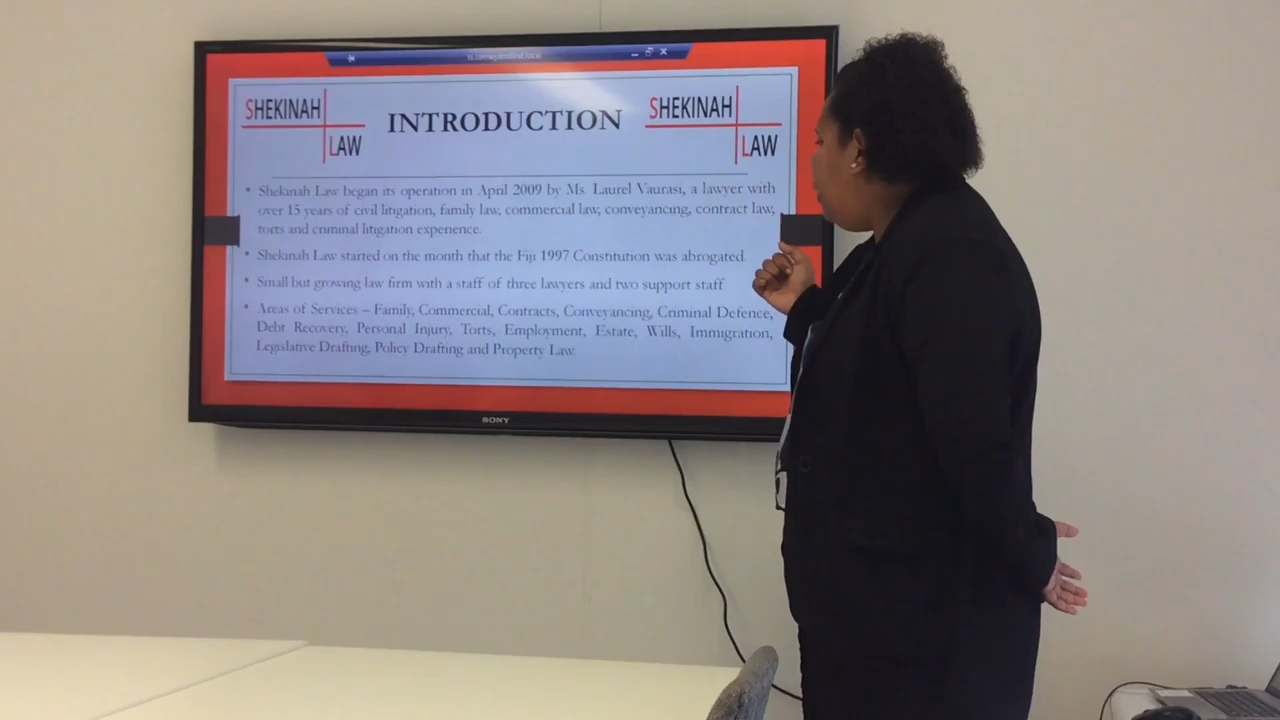 SHEKINAH
LAW
INTRODUCTION
SHEKINAH
LAW
• Shekinah Law began its operation in April 2009 by Ms. Laurel Vaurasi, a lawyer with
over 15 years of civil litigation, family law, commercial law, conveyancing, contract law,
torts and criminal litigation experience.
• Shekinah Law started on the month that the Fiji 1997 Constitution was abrogated.
• Small but growing law firm with a staff of three lawyers and two support staff
• Areas of Services – Family, Commercial, Contracts, Conveyancing, Criminal Defence,
Debt Recovery, Personal Injury, Torts, Employment, Estate, Wills, Immigration,
Legislative Drafting, Policy Drafting and Property Law.
SONY